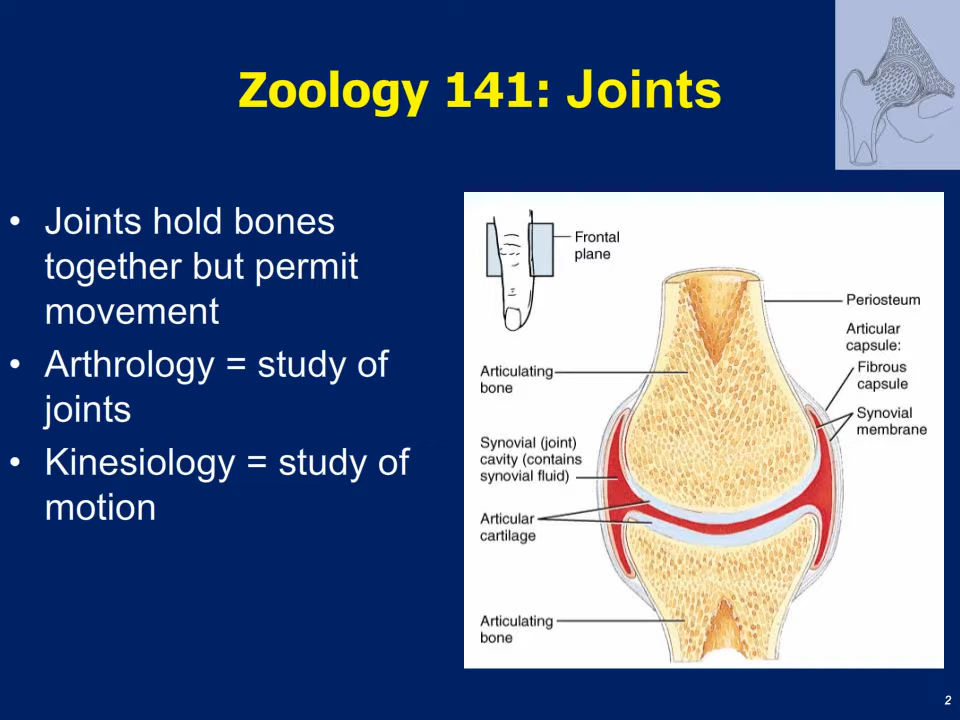 Zoology 141: Joints
• Joints hold bones
together but permit
movement
• Arthrology = study of
joints
• Kinesiology = study of
motion
Frontal
plane
Periosteum
Articular
capsule:
Fibrous
capsule
Synovial
membrane
Articulating
bone
Synovial (joint)
cavity (contains
synovial fluid)
Articular
cartilage
Articulating
bone
2